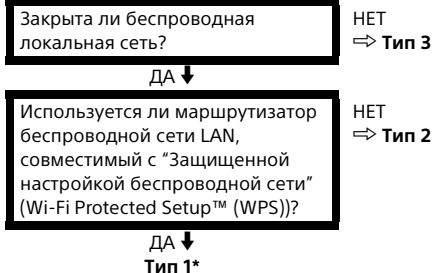 Закрыта ли беспроводная
локальная сеть?
НЕТ
⇨ Тип 3
ДА ⬇
Используется ли маршрутизатор
беспроводной сети LAN,
совместимый с “Защищенной
настройкой беспроводной сети”
(Wi-Fi Protected Setup™ (WPS))?
НЕТ
⇨ Тип 2
ДА ⬇
Тип 1*